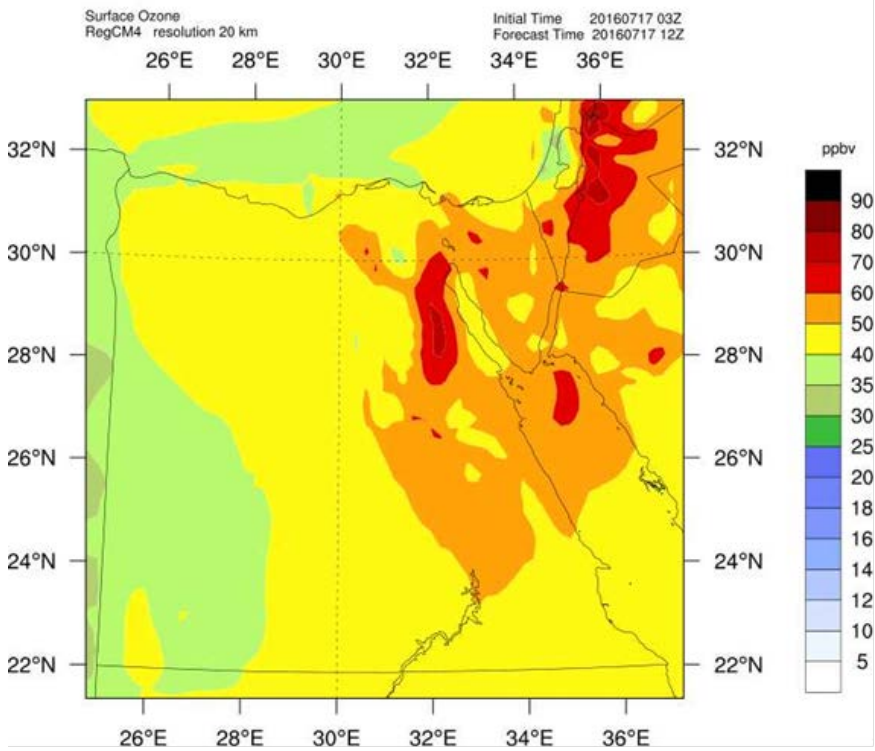 Surface Ozone
RegCM4 resolution 20 km
Initial Time 20160717 03Z
Forecast Time 20160717 12Z
26°E 28°E 30°E 32°E 34°E 36°E
32°N 32°N
30°N 30°N
28°N 28°N
26°N 26°N
24°N 24°N
22°N 22°N
26°E 28°E 30°E 32°E 34°E 36°E
ppbv
90
80
70
60
50
40
35
30
25
20
18
16
14
12
10
5